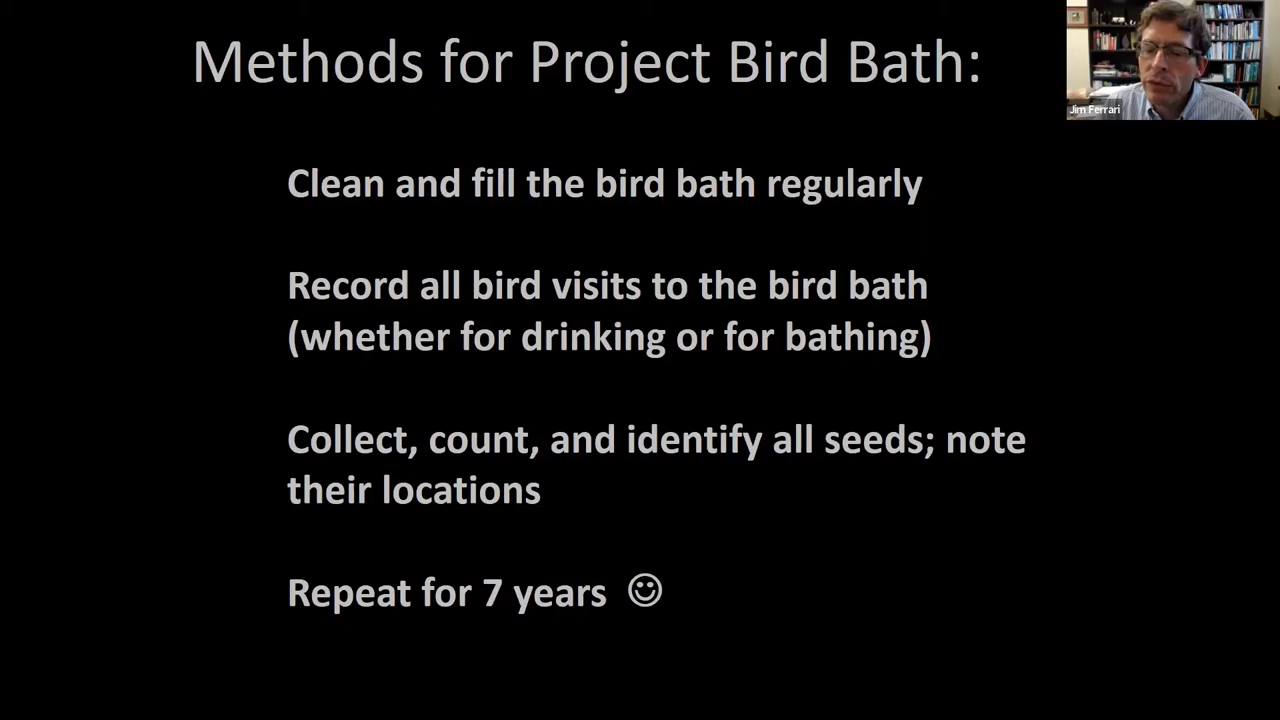 Methods for Project Bird Bath:
Jim Ferrari
Clean and fill the bird bath regularly
Record all bird visits to the bird bath
(whether for drinking or for bathing)
Collect, count, and identify all seeds; note
their locations
Repeat for 7 years ☺